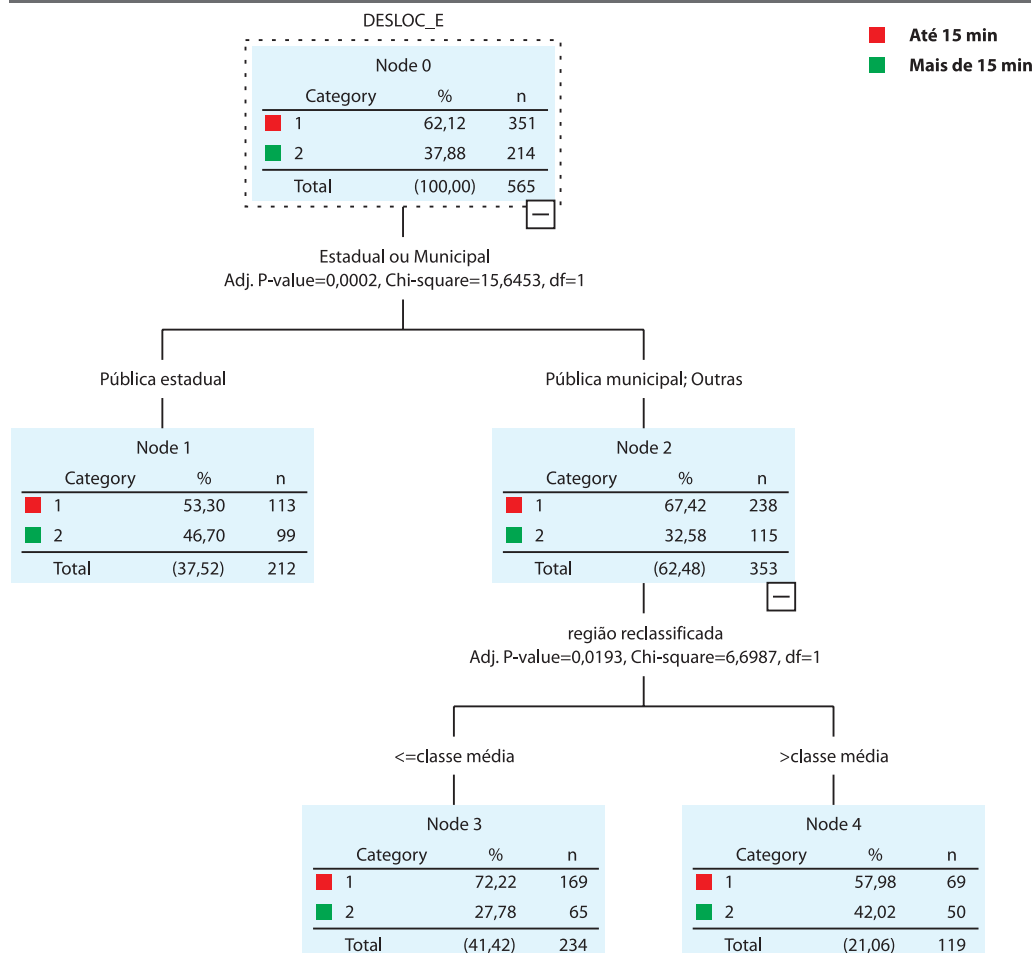 DESLOC_E
Até 15 min
Mais de 15 min
Node 0
Category % n
1 62,12 351
2 37,88 214
Total (100,00) 565
Estadual ou Municipal
Adj. P-value=0,0002, Chi-square=15,6453, df=1
Pública estadual
Pública municipal; Outras
Node 1
Category % n
1 53,30 113
2 46,70 99
Total (37,52) 212
Node 2
Category % n
1 67,42 238
2 32,58 115
Total (62,48) 353
região reclassificada
Adj. P-value=0,0193, Chi-square=6,6987, df=1
<=classe média
>classe média
Node 3
Category % n
1 72,22 169
2 27,78 65
Total (41,42) 234
Node 4
Category % n
1 57,98 69
2 42,02 50
Total (21,06) 119